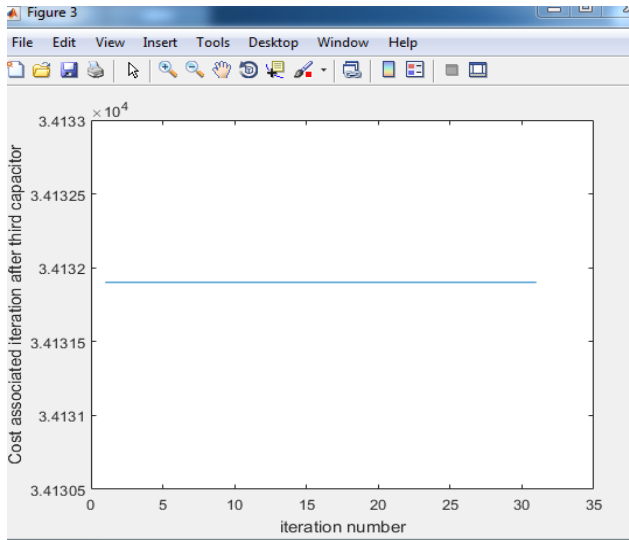 Figure 3
File Edit View Insert Tools Desktop Window Help
×10⁴
3.4133
3.41325
3.4132
3.41315
3.4131
3.41305
Cost associated iteration after third capacitor
0 5 10 15 20 25 30 35
iteration number